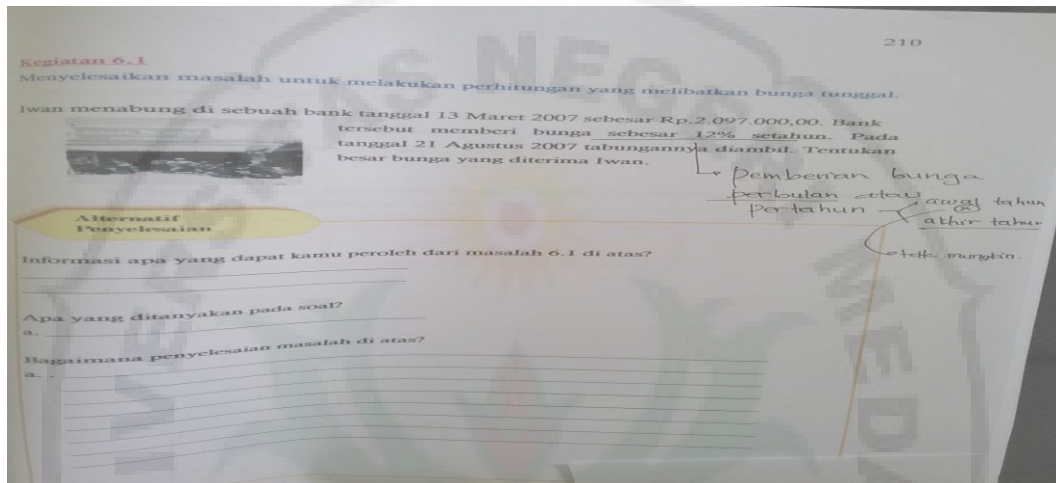 210
Kegiatan 6.1
Menyelesaikan masalah untuk melakukan perhitungan yang melibatkan bunga tunggal.
Iwan menabung di sebuah bank tanggal 13 Maret 2007 sebesar Rp.2.097.000,00. Bank
tersebut memberi bunga sebesar 12% setahun. Pada
tanggal 21 Agustus 2007 tabungannya diambil. Tentukan
besar bunga yang diterima Iwan.
Pemberian bunga
perbulan atau
pertahun
awal tahun
akhir tahun
mungkin.
Alternatif
Penyelesaian
Informasi apa yang dapat kamu peroleh dari masalah 6.1 di atas?
Apa yang ditanyakan pada soal?
a.
Bagaimana penyelesaian masalah di atas?
a.